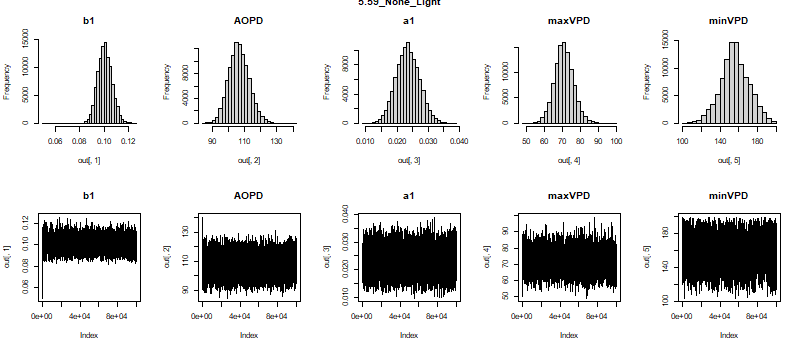 5.59_None_Light
b1 AOPD a1 maxVPD minVPD
Frequency Frequency Frequency Frequency Frequency
15000 5000 0
8000 4000 0
8000 4000 0
10000 5000 0
15000 10000 5000 0
0.06 0.08 0.10 0.12
90 110 130
0.010 0.020 0.030 0.040
50 60 70 80 90 100
100 140 180
out[, 1] out[, 2] out[, 3] out[, 4] out[, 5]
b1 AOPD a1 maxVPD minVPD
out[, 1] out[, 2] out[, 3] out[, 4] out[, 5]
0.12 0.10 0.08 0.06
130 110 90
0.040 0.030 0.020 0.010
90 80 70 60 50
180 140 100
0e+00 4e+04 8e+04
0e+00 4e+04 8e+04
0e+00 4e+04 8e+04
0e+00 4e+04 8e+04
0e+00 4e+04 8e+04
Index Index Index Index Index